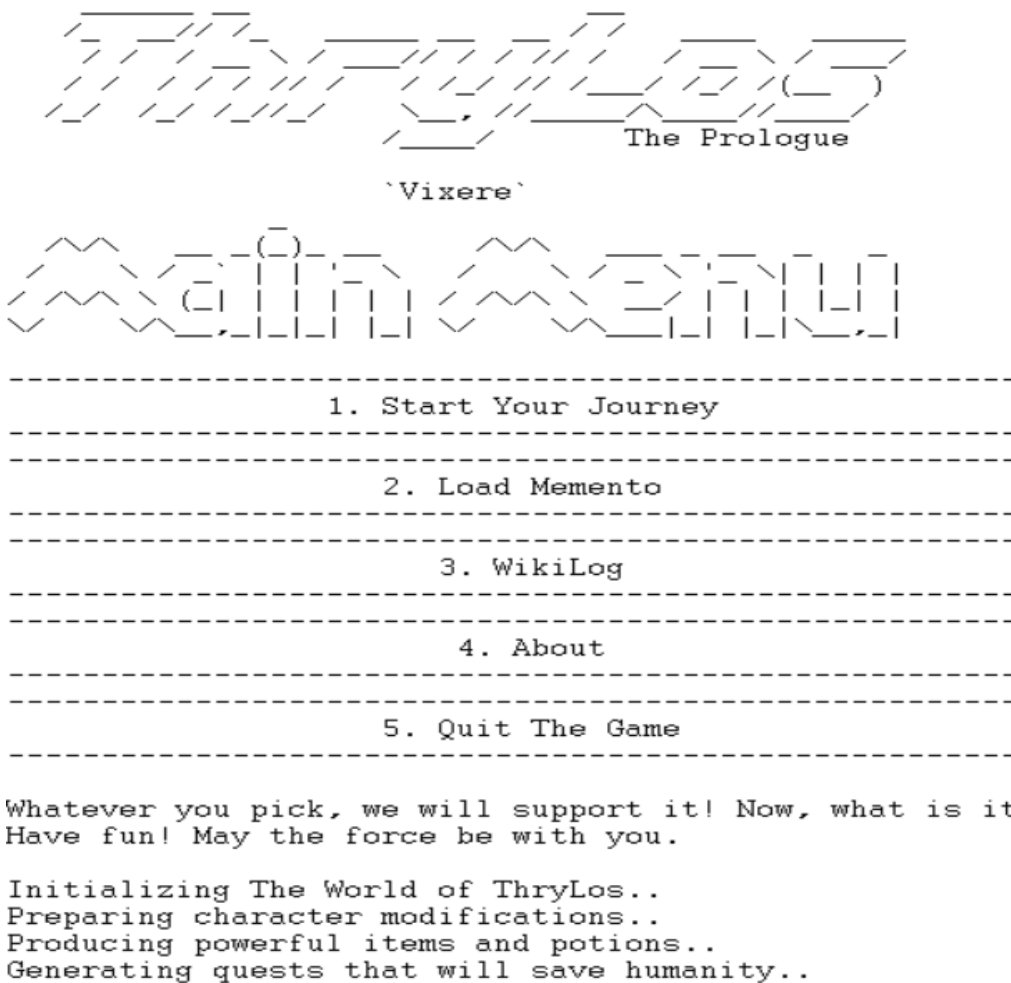 ThryLos
The Prologue
`Vixere`
Main Menu
1. Start Your Journey
2. Load Memento
3. WikiLog
4. About
5. Quit The Game
Whatever you pick, we will support it! Now, what is it
Have fun! May the force be with you.
Initializing The World of ThryLos..
Preparing character modifications..
Producing powerful items and potions..
Generating quests that will save humanity..